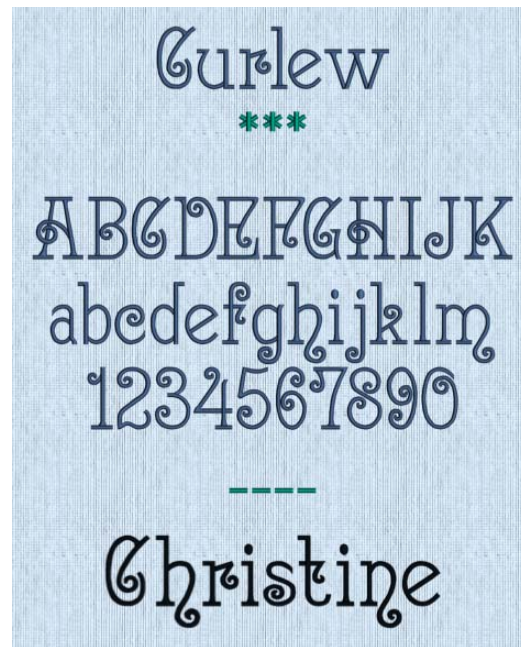 Curlew
***
ABCDEFGHIJK
abcdefghijklm
1234567890
----
Christine